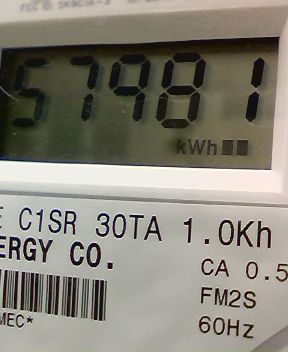 57981
kWh
E C1SR 30TA 1.0Kh
ERGY CO.
CA 0.5
FM2S
MEC*
60Hz